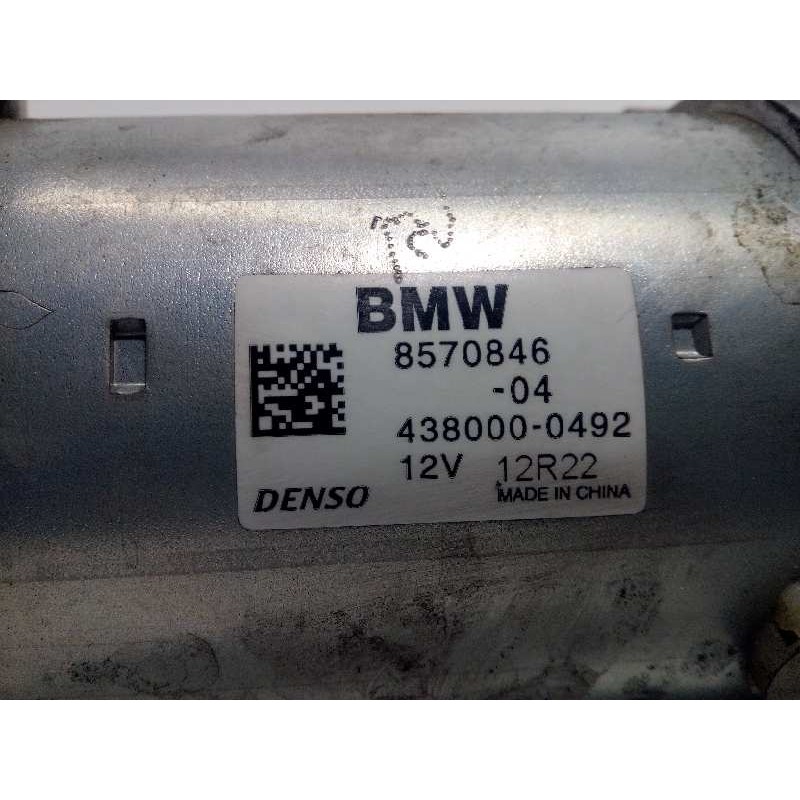 BMW
8570846
-04
438000-0492
12V 12R22
DENSO MADE IN CHINA